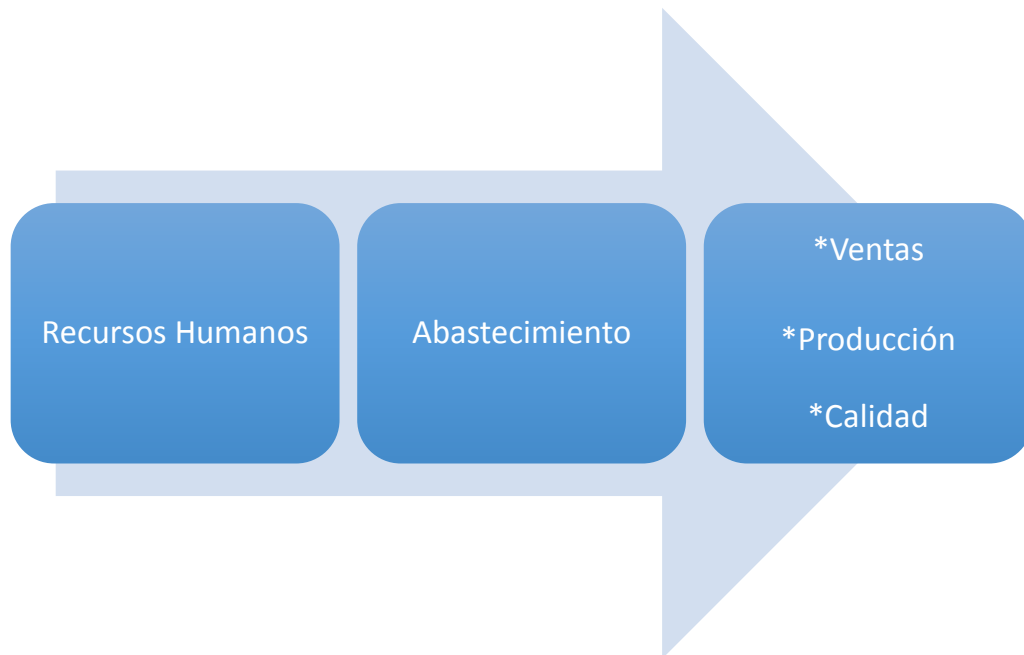 Recursos Humanos
Abastecimiento
*Ventas
*Producción
*Calidad